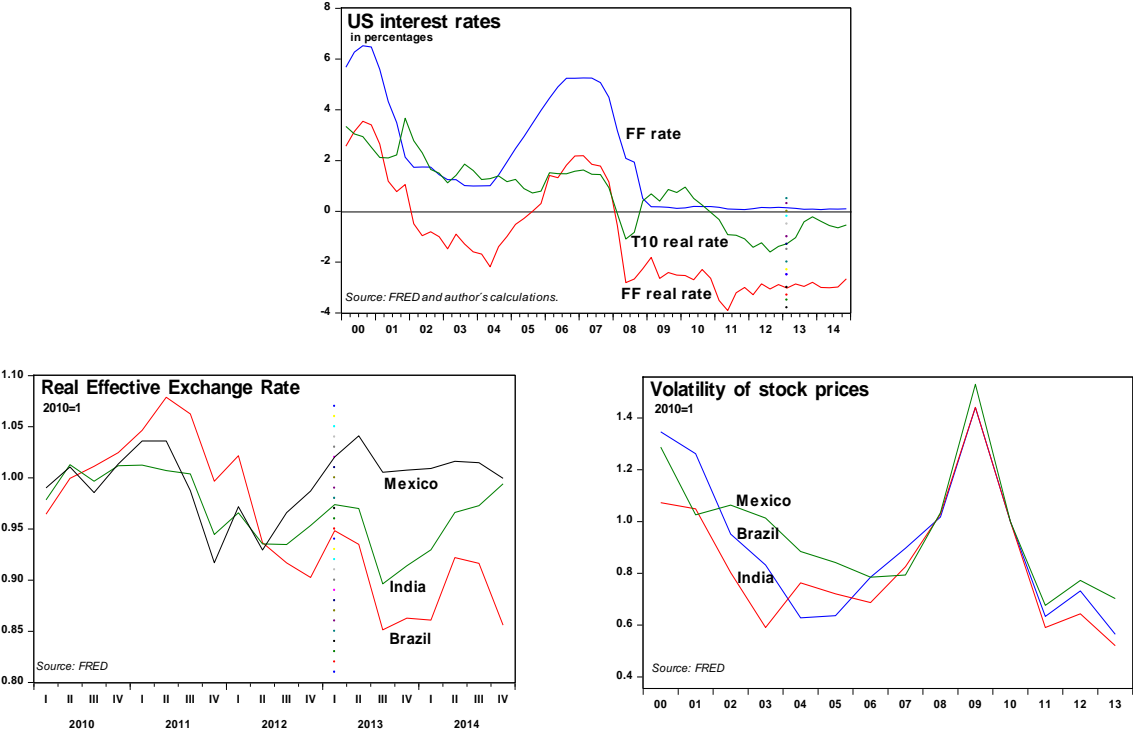 US interest rates
in percentages
8
6
4
2
0
-2
-4
FF rate
T10 real rate
FF real rate
Source: FRED and author´s calculations.
00 01 02 03 04 05 06 07 08 09 10 11 12 13 14
Real Effective Exchange Rate
2010=1
1.10
1.05
1.00
0.95
0.90
0.85
0.80
Mexico
India
Brazil
Source: FRED
I II III IV I II III IV I II III IV I II III IV I II III IV
2010 2011 2012 2013 2014
Volatility of stock prices
2010=1
1.4
1.2
1.0
0.8
0.6
0.4
Mexico
Brazil
India
Source: FRED
00 01 02 03 04 05 06 07 08 09 10 11 12 13